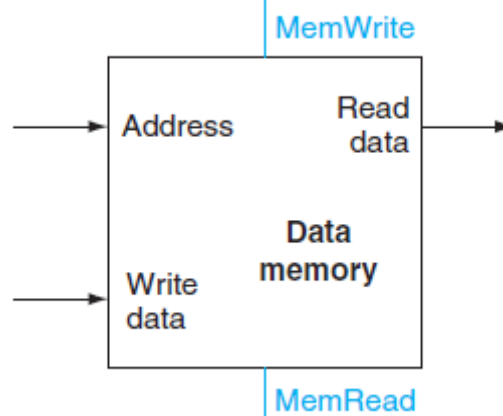 MemWrite
Address
Read
data
Data
memory
Write
data
MemRead